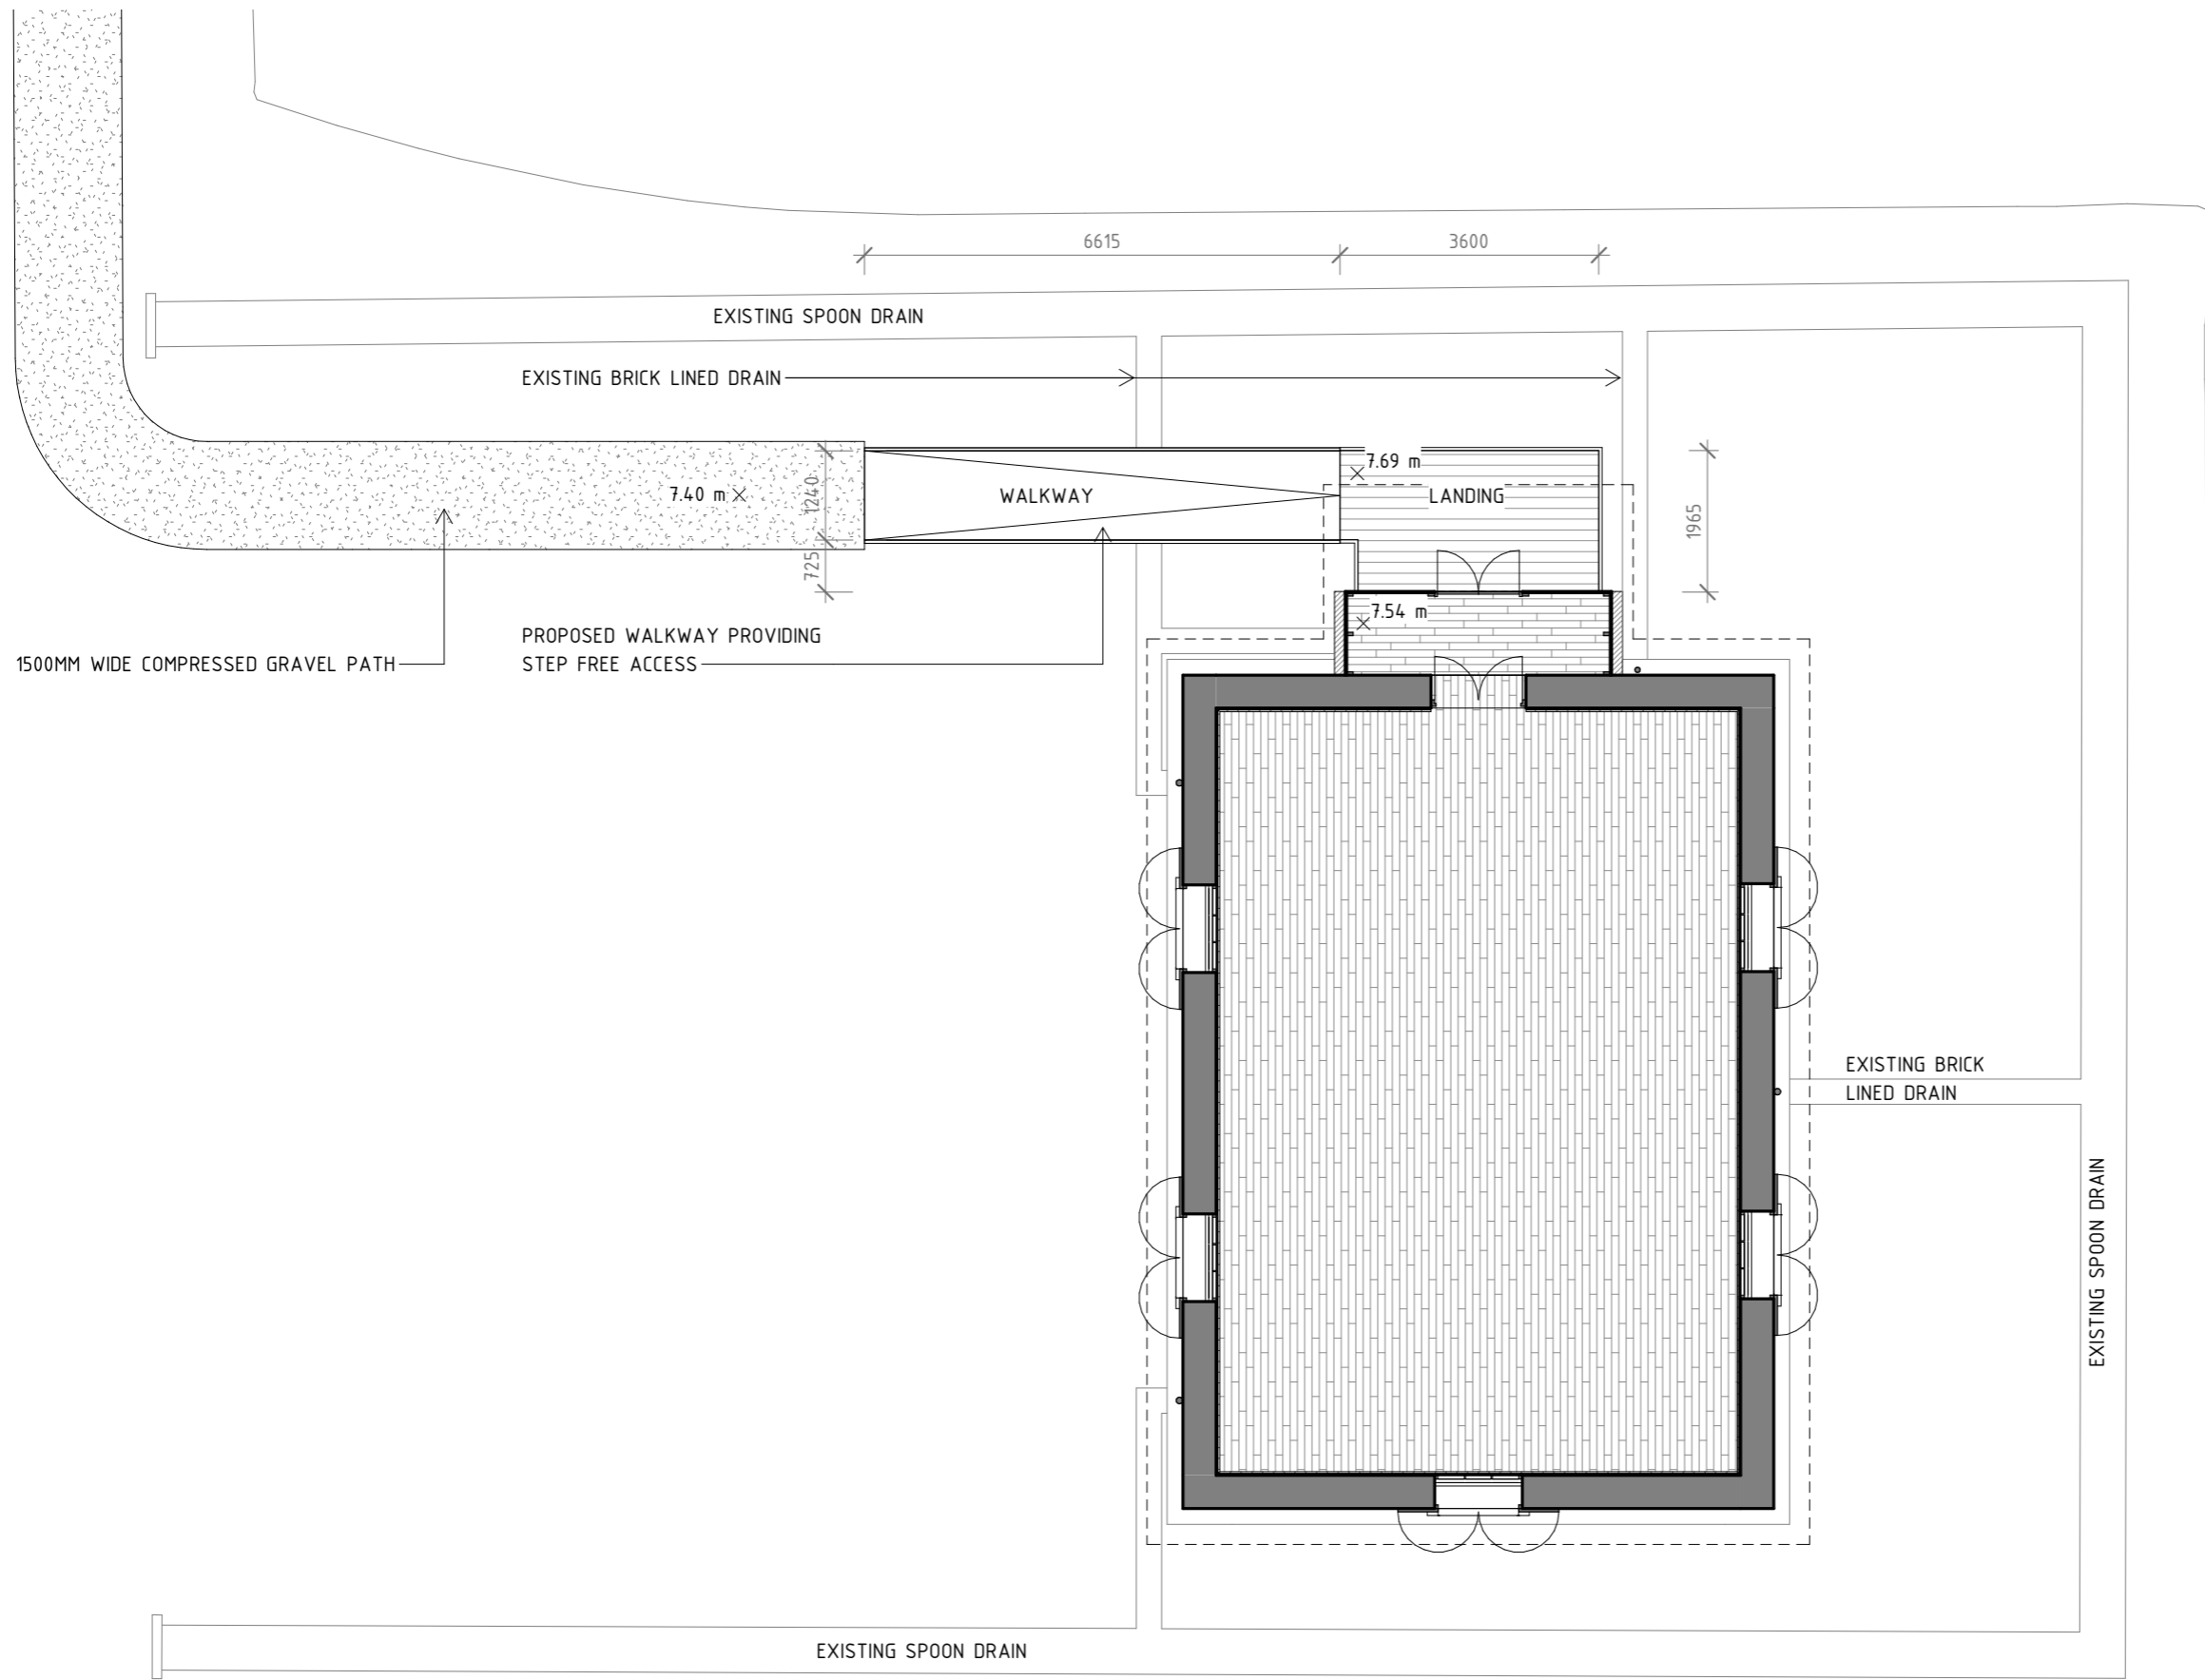 6615
3600
EXISTING SPOON DRAIN
EXISTING BRICK LINED DRAIN
7.69 m
7.40 m
1240
WALKWAY
LANDING
1965
725
7.54 m
PROPOSED WALKWAY PROVIDING
STEP FREE ACCESS
1500MM WIDE COMPRESSED GRAVEL PATH
EXISTING BRICK
LINED DRAIN
EXISTING SPOON DRAIN
EXISTING SPOON DRAIN